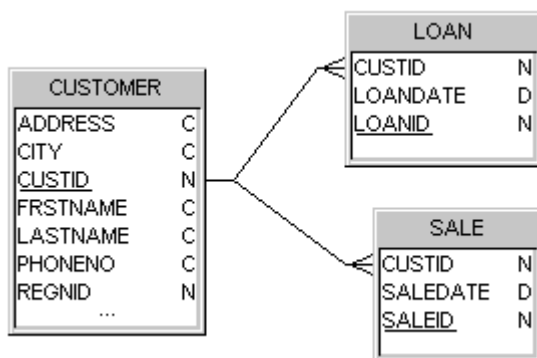 CUSTOMER
ADDRESS C
CITY C
CUSTID N
FRSTNAME C
LASTNAME C
PHONENO C
REGNID N
...
LOAN
CUSTID N
LOANDATE D
LOANID N
SALE
CUSTID N
SALEDATE D
SALEID N